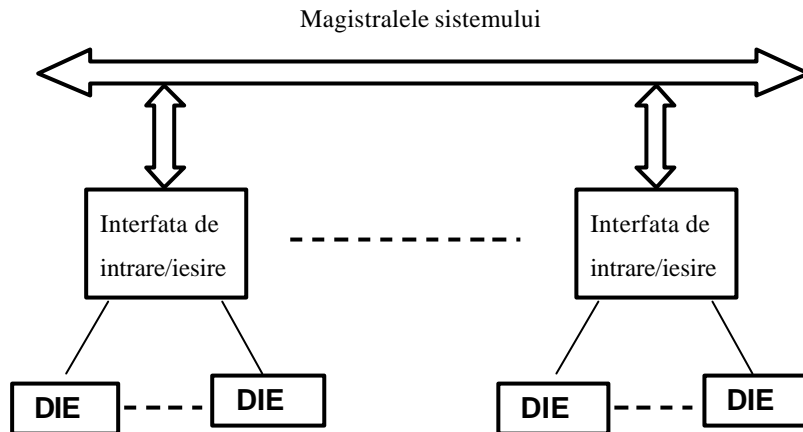 Magistralele sistemului
Interfata de
intrare/iesire
Interfata de
intrare/iesire
DIE
DIE
DIE
DIE